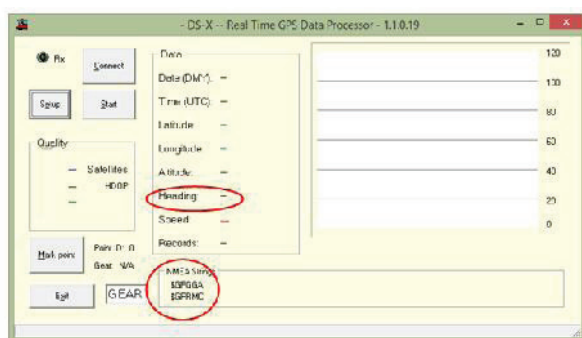 - DS-X -- Real Time GPS Data Processor - 1.1.0.19
Rx
Connect
Setup
Start
Quality
– Satellites
– HDOP
–
Mark point
Point ID: 0
Gear: N/A
Exit
GEAR
Data
Date (DMY): –
Time (UTC): –
Latitude: –
Longitude: –
Altitude: –
Heading: –
Speed: –
Records: –
NMEA Strings
$GPGGA
$GPRMC
120
100
80
60
40
20
0